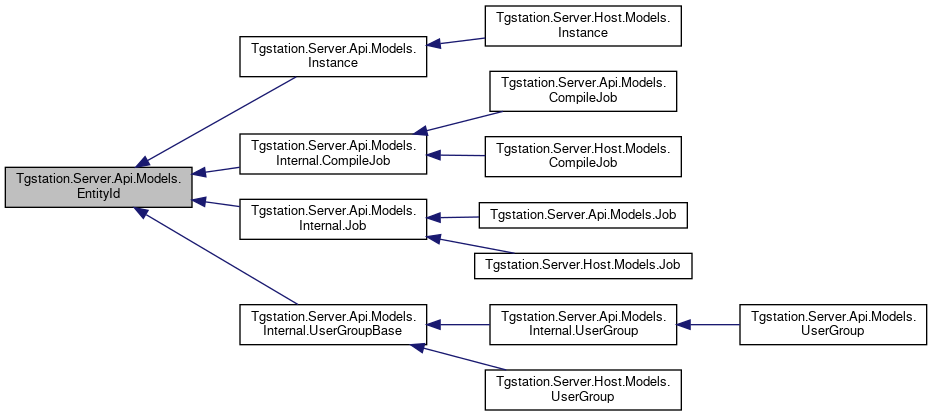 Tgstation.Server.Api.Models.
EntityId
Tgstation.Server.Api.Models.
Instance
Tgstation.Server.Host.Models.
Instance
Tgstation.Server.Api.Models.
Internal.CompileJob
Tgstation.Server.Api.Models.
CompileJob
Tgstation.Server.Host.Models.
CompileJob
Tgstation.Server.Api.Models.
Internal.Job
Tgstation.Server.Api.Models.Job
Tgstation.Server.Host.Models.Job
Tgstation.Server.Api.Models.
Internal.UserGroupBase
Tgstation.Server.Api.Models.
Internal.UserGroup
Tgstation.Server.Api.Models.
UserGroup
Tgstation.Server.Host.Models.
UserGroup